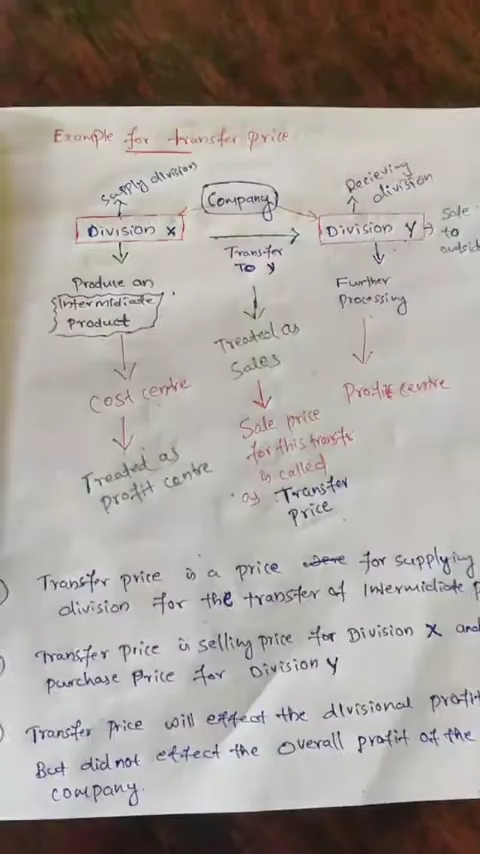 Example for transfer price
Supply division
Company
Recieving
division
Division X
Transfer
To Y
Division Y
Sale
to
outsid
Produce an
Intermidiate
Product
Further
Processing
Treated as
Sales
Cost centre
Profit centre
Sale price
for this transfe
is called
as Transfer
Price
Treated as
profit centre
Transfer price is a price for supplying
division for the transfer of Intermidiate P
Transfer price is selling price for Division X and
purchase Price for Division Y
Transfer price will effect the divisional profit
But did not effect the overall profit of the
company.